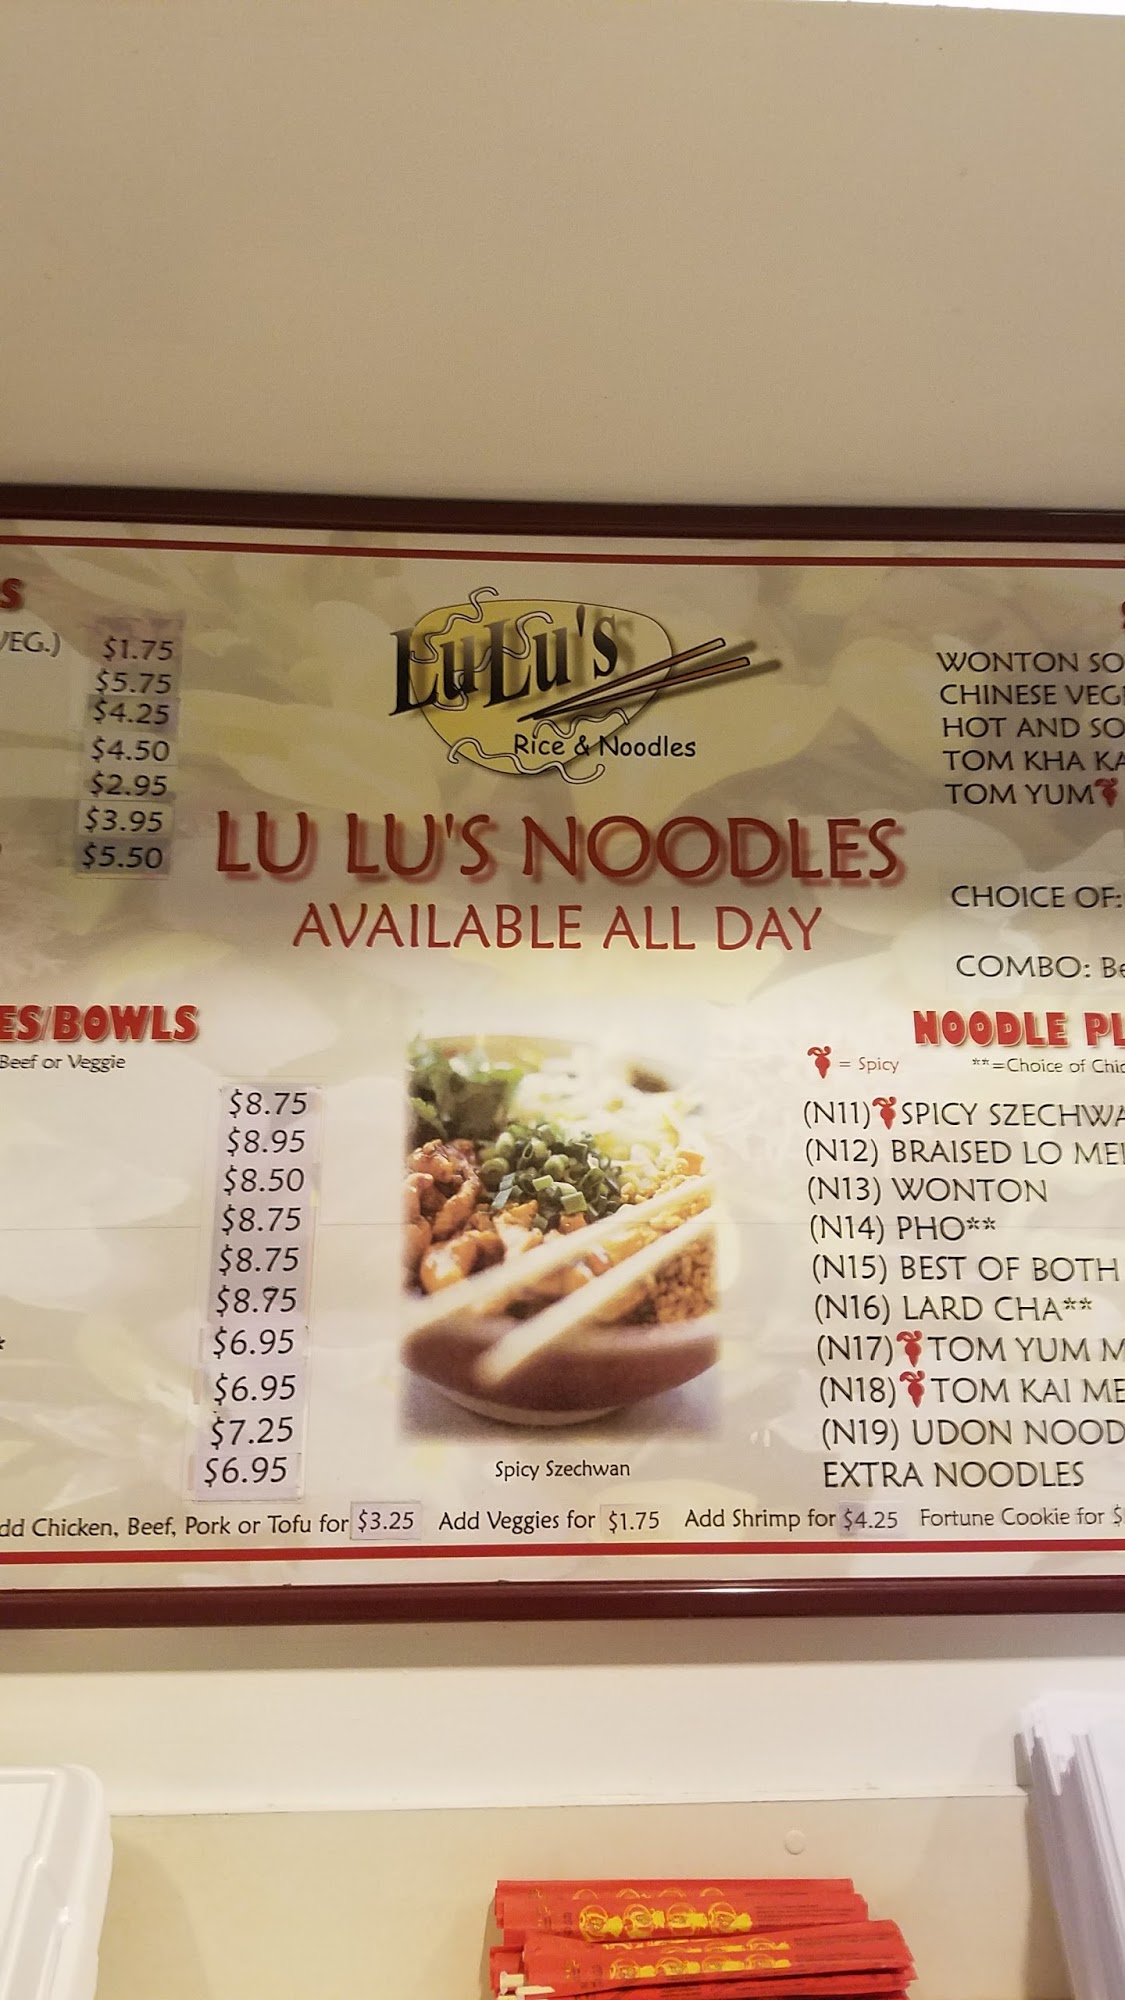 VEG.) $1.75
$5.75
$4.25
$4.50
$2.95
$3.95
$5.50
LuLu's
Rice & Noodles
LU LU'S NOODLES
AVAILABLE ALL DAY
WONTON SO
CHINESE VEG
HOT AND SO
TOM KHA KA
TOM YUM
CHOICE OF:
COMBO: Be
ES/BOWLS
Beef or Veggie
$8.75
$8.95
$8.50
$8.75
$8.75
$8.75
$6.95
$6.95
$7.25
$6.95
Spicy Szechwan
NOODLE PL
= Spicy **=Choice of Chic
(N11) SPICY SZECHWA
(N12) BRAISED LO ME
(N13) WONTON
(N14) PHO**
(N15) BEST OF BOTH
(N16) LARD CHA**
(N17) TOM YUM M
(N18) TOM KAI ME
(N19) UDON NOOD
EXTRA NOODLES
dd Chicken, Beef, Pork or Tofu for $3.25 Add Veggies for $1.75 Add Shrimp for $4.25 Fortune Cookie for $